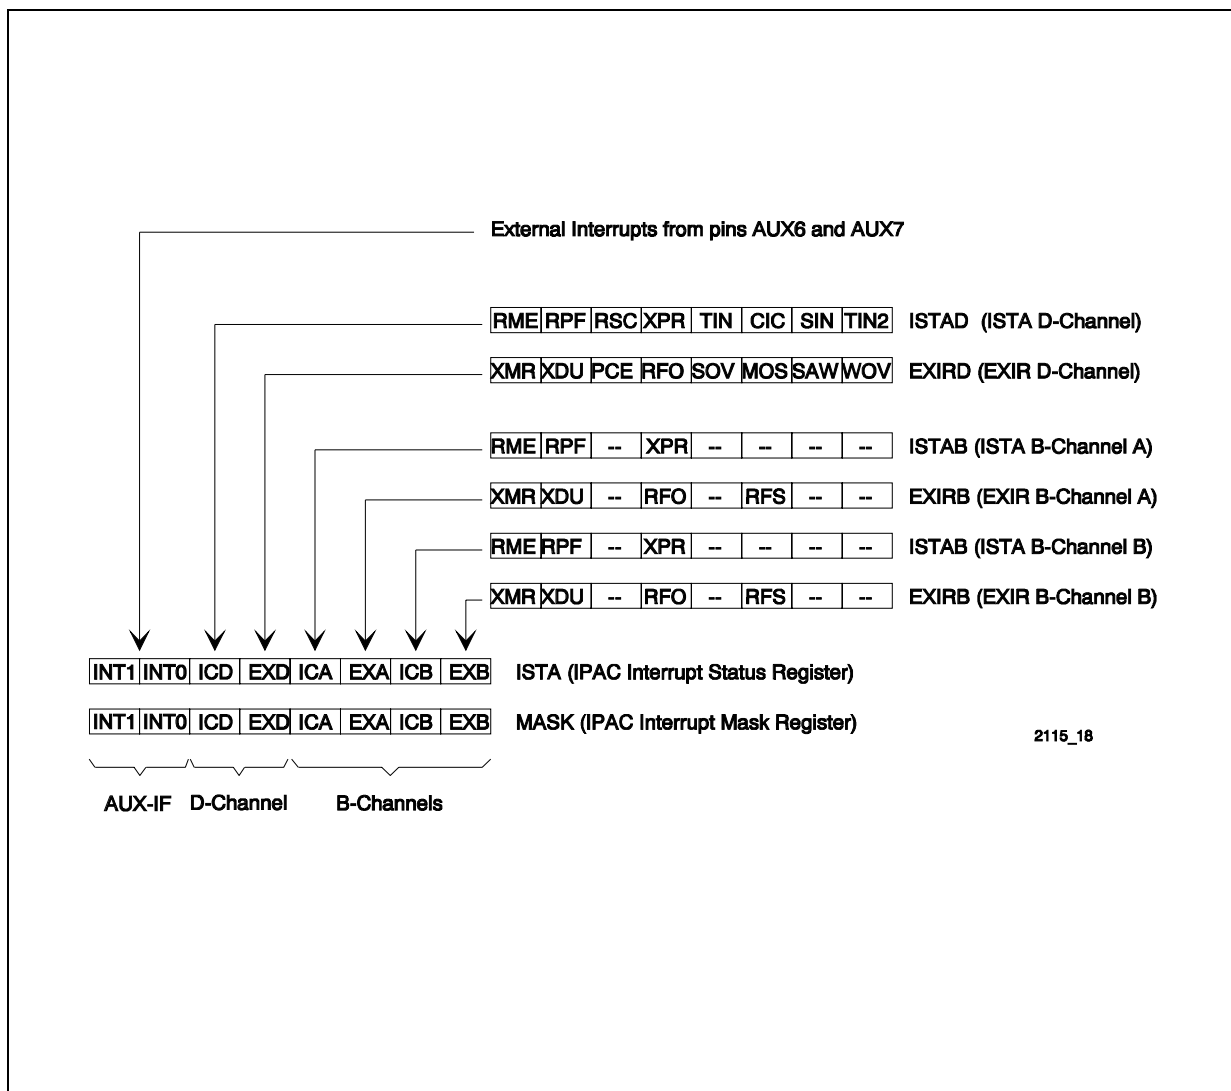 External Interrupts from pins AUX6 and AUX7
RME RPF RSC XPR TIN CIC SIN TIN2 ISTAD (ISTA D-Channel)
XMR XDU PCE RFO SOV MOS SAW WOV EXIRD (EXIR D-Channel)
RME RPF -- XPR -- -- -- -- ISTAB (ISTA B-Channel A)
XMR XDU -- RFO -- RFS -- -- EXIRB (EXIR B-Channel A)
RME RPF -- XPR -- -- -- -- ISTAB (ISTA B-Channel B)
XMR XDU -- RFO -- RFS -- -- EXIRB (EXIR B-Channel B)
INT1 INT0 ICD EXD ICA EXA ICB EXB ISTA (IPAC Interrupt Status Register)
INT1 INT0 ICD EXD ICA EXA ICB EXB MASK (IPAC Interrupt Mask Register)
2115_18
AUX-IF D-Channel B-Channels